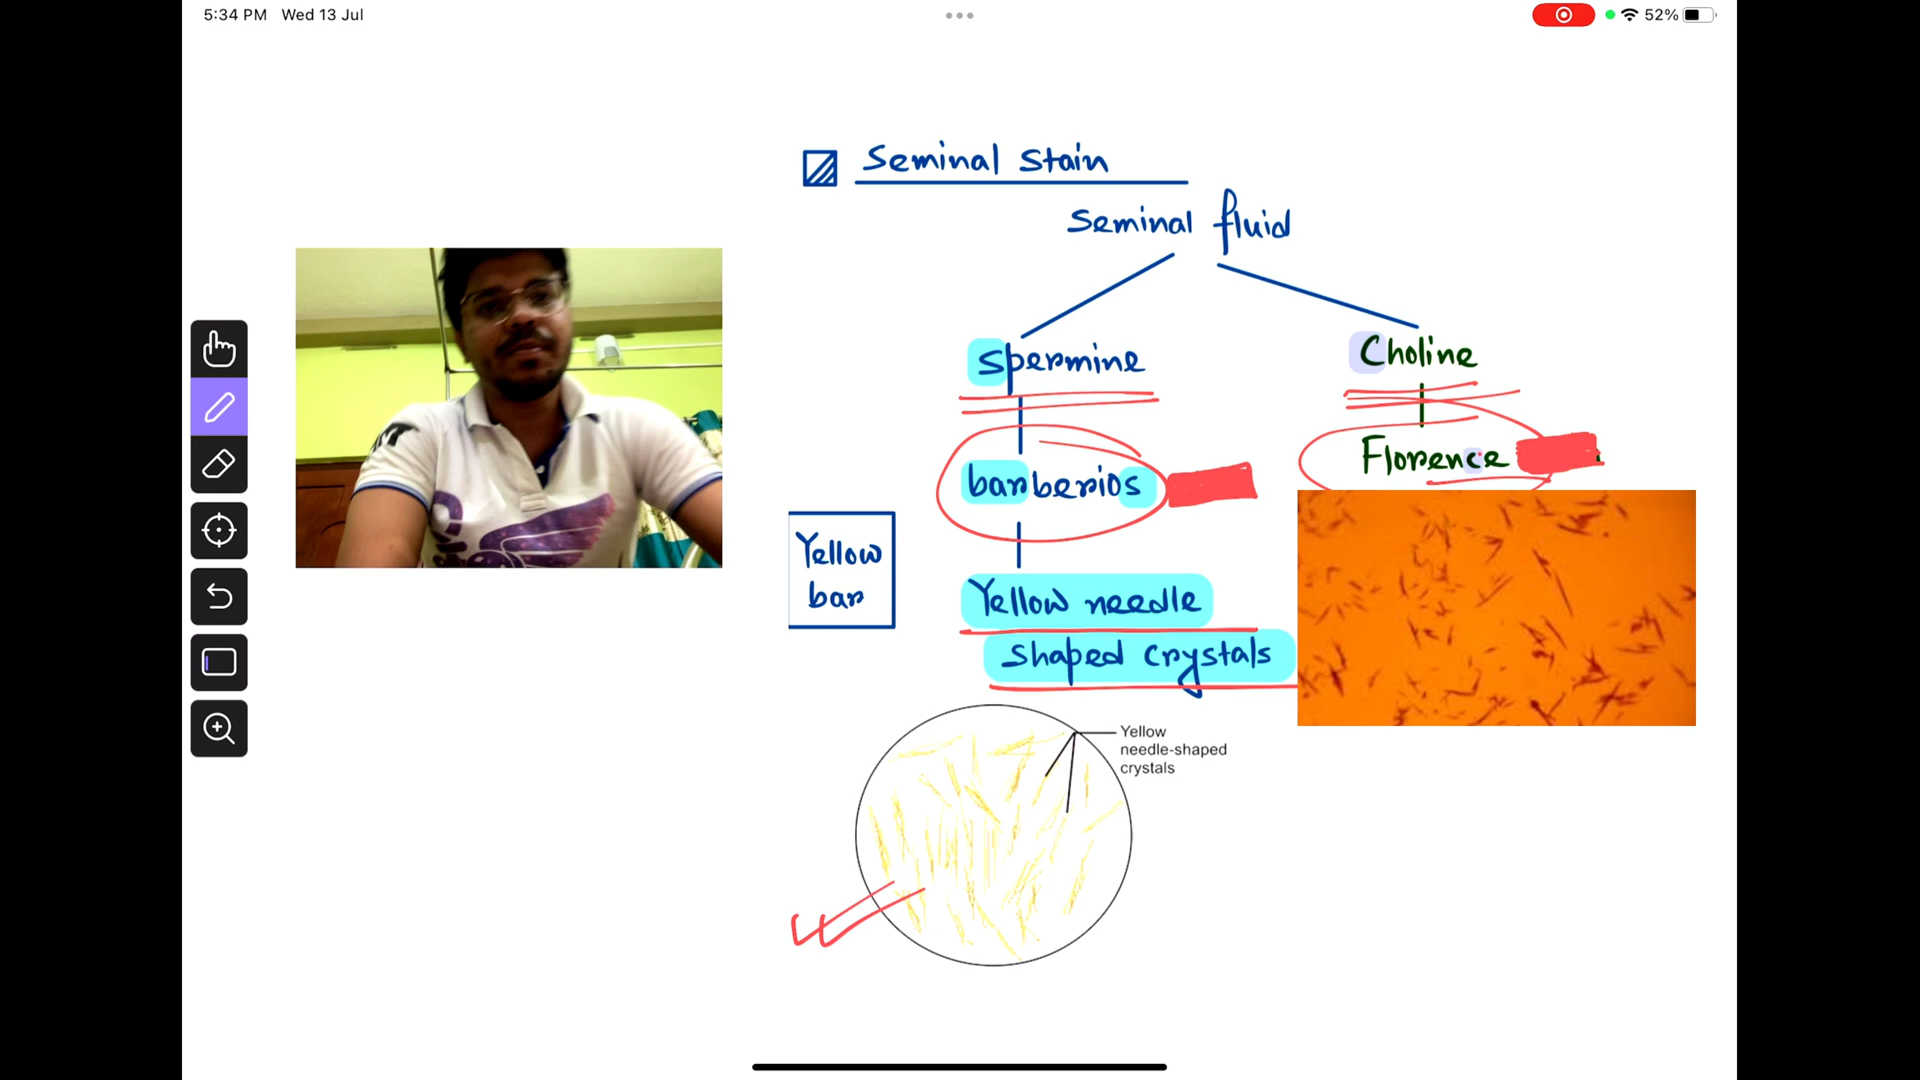 5:34 PM Wed 13 Jul
52%
Seminal Stain
Seminal fluid
Spermine
Choline
barberios
Florence
Yellow
bar
Yellow needle
shaped crystals
Yellow
needle-shaped
crystals